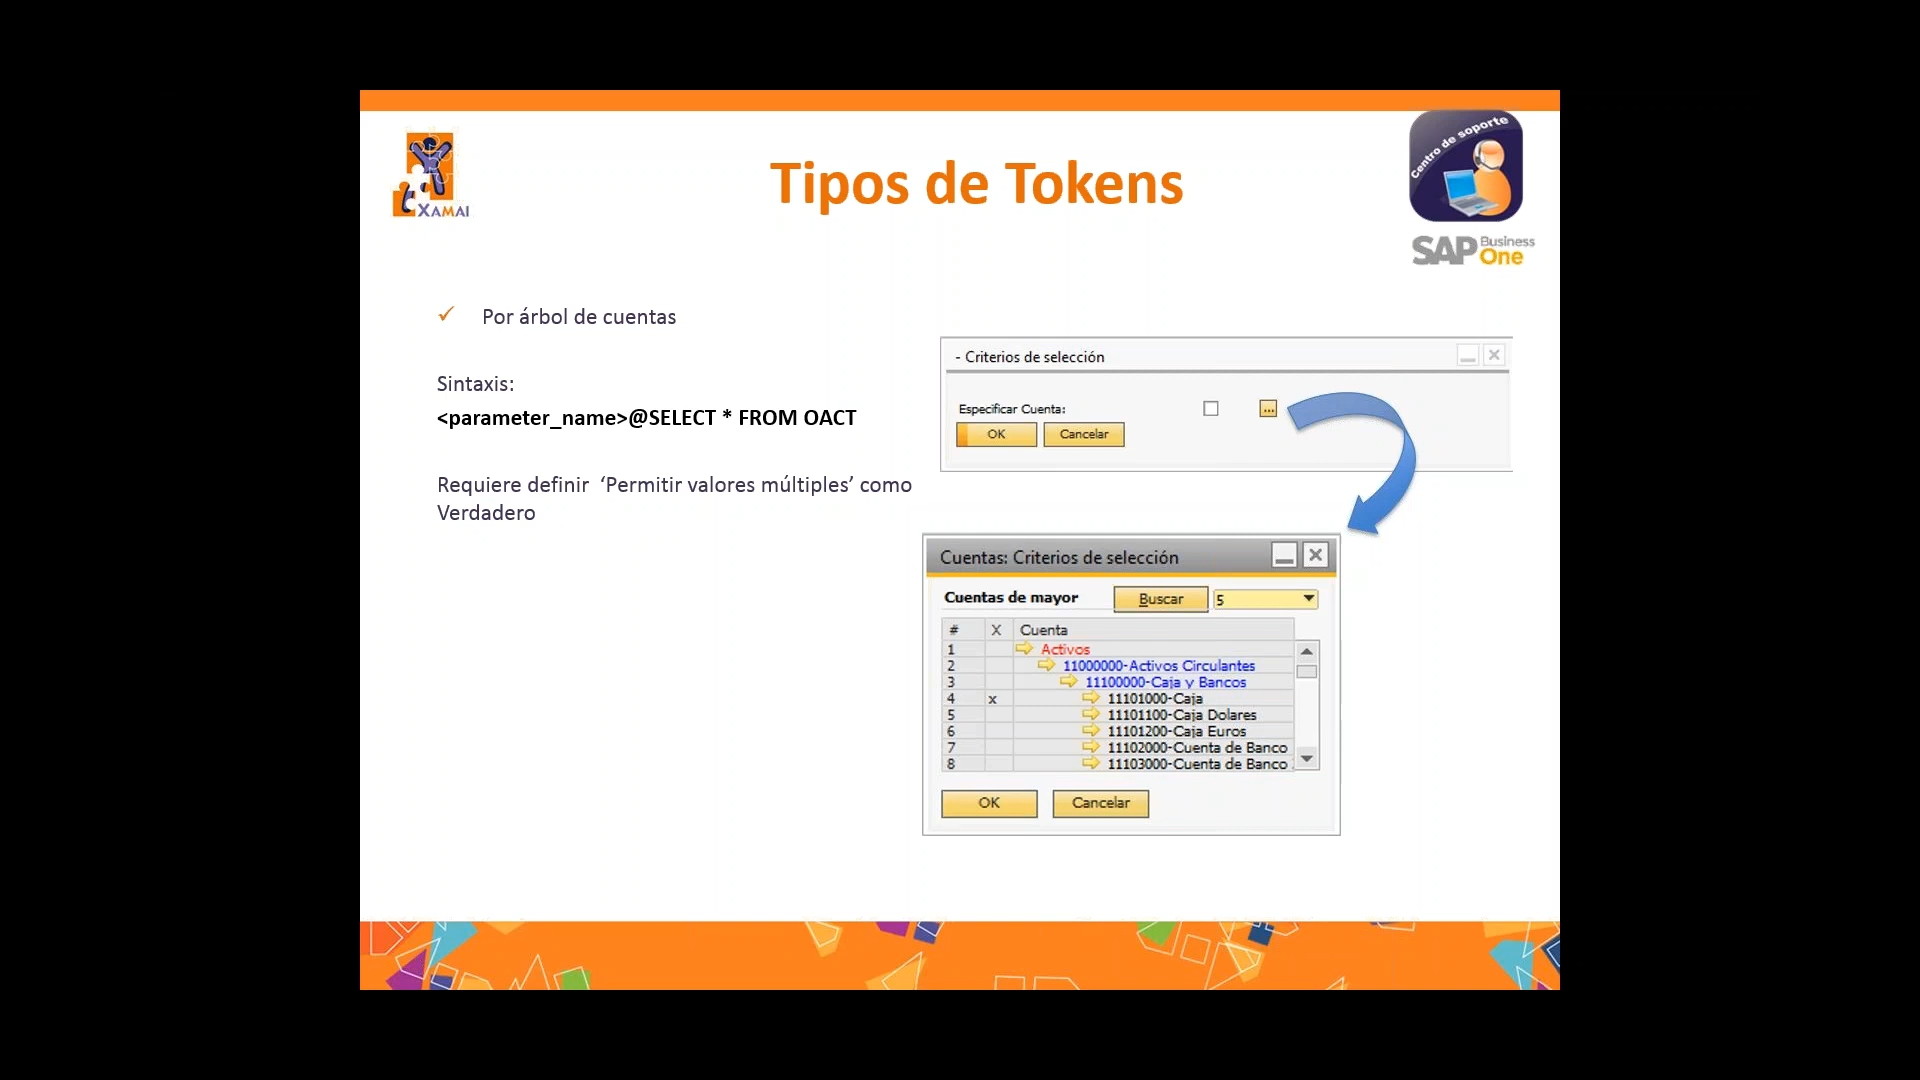 Centro de soporte
XAMAI
Tipos de Tokens
SAP Business One
✓ Por árbol de cuentas
Sintaxis:
<parameter_name>@SELECT * FROM OACT
Requiere definir ‘Permitir valores múltiples’ como
Verdadero
- Criterios de selección
Especificar Cuenta:
...
OK Cancelar
Cuentas: Criterios de selección
Cuentas de mayor Buscar 5
# X Cuenta
1 Activos
2 11000000-Activos Circulantes
3 11100000-Caja y Bancos
4 x 11101000-Caja
5 11101100-Caja Dolares
6 11101200-Caja Euros
7 11102000-Cuenta de Banco
8 11103000-Cuenta de Banco
OK Cancelar